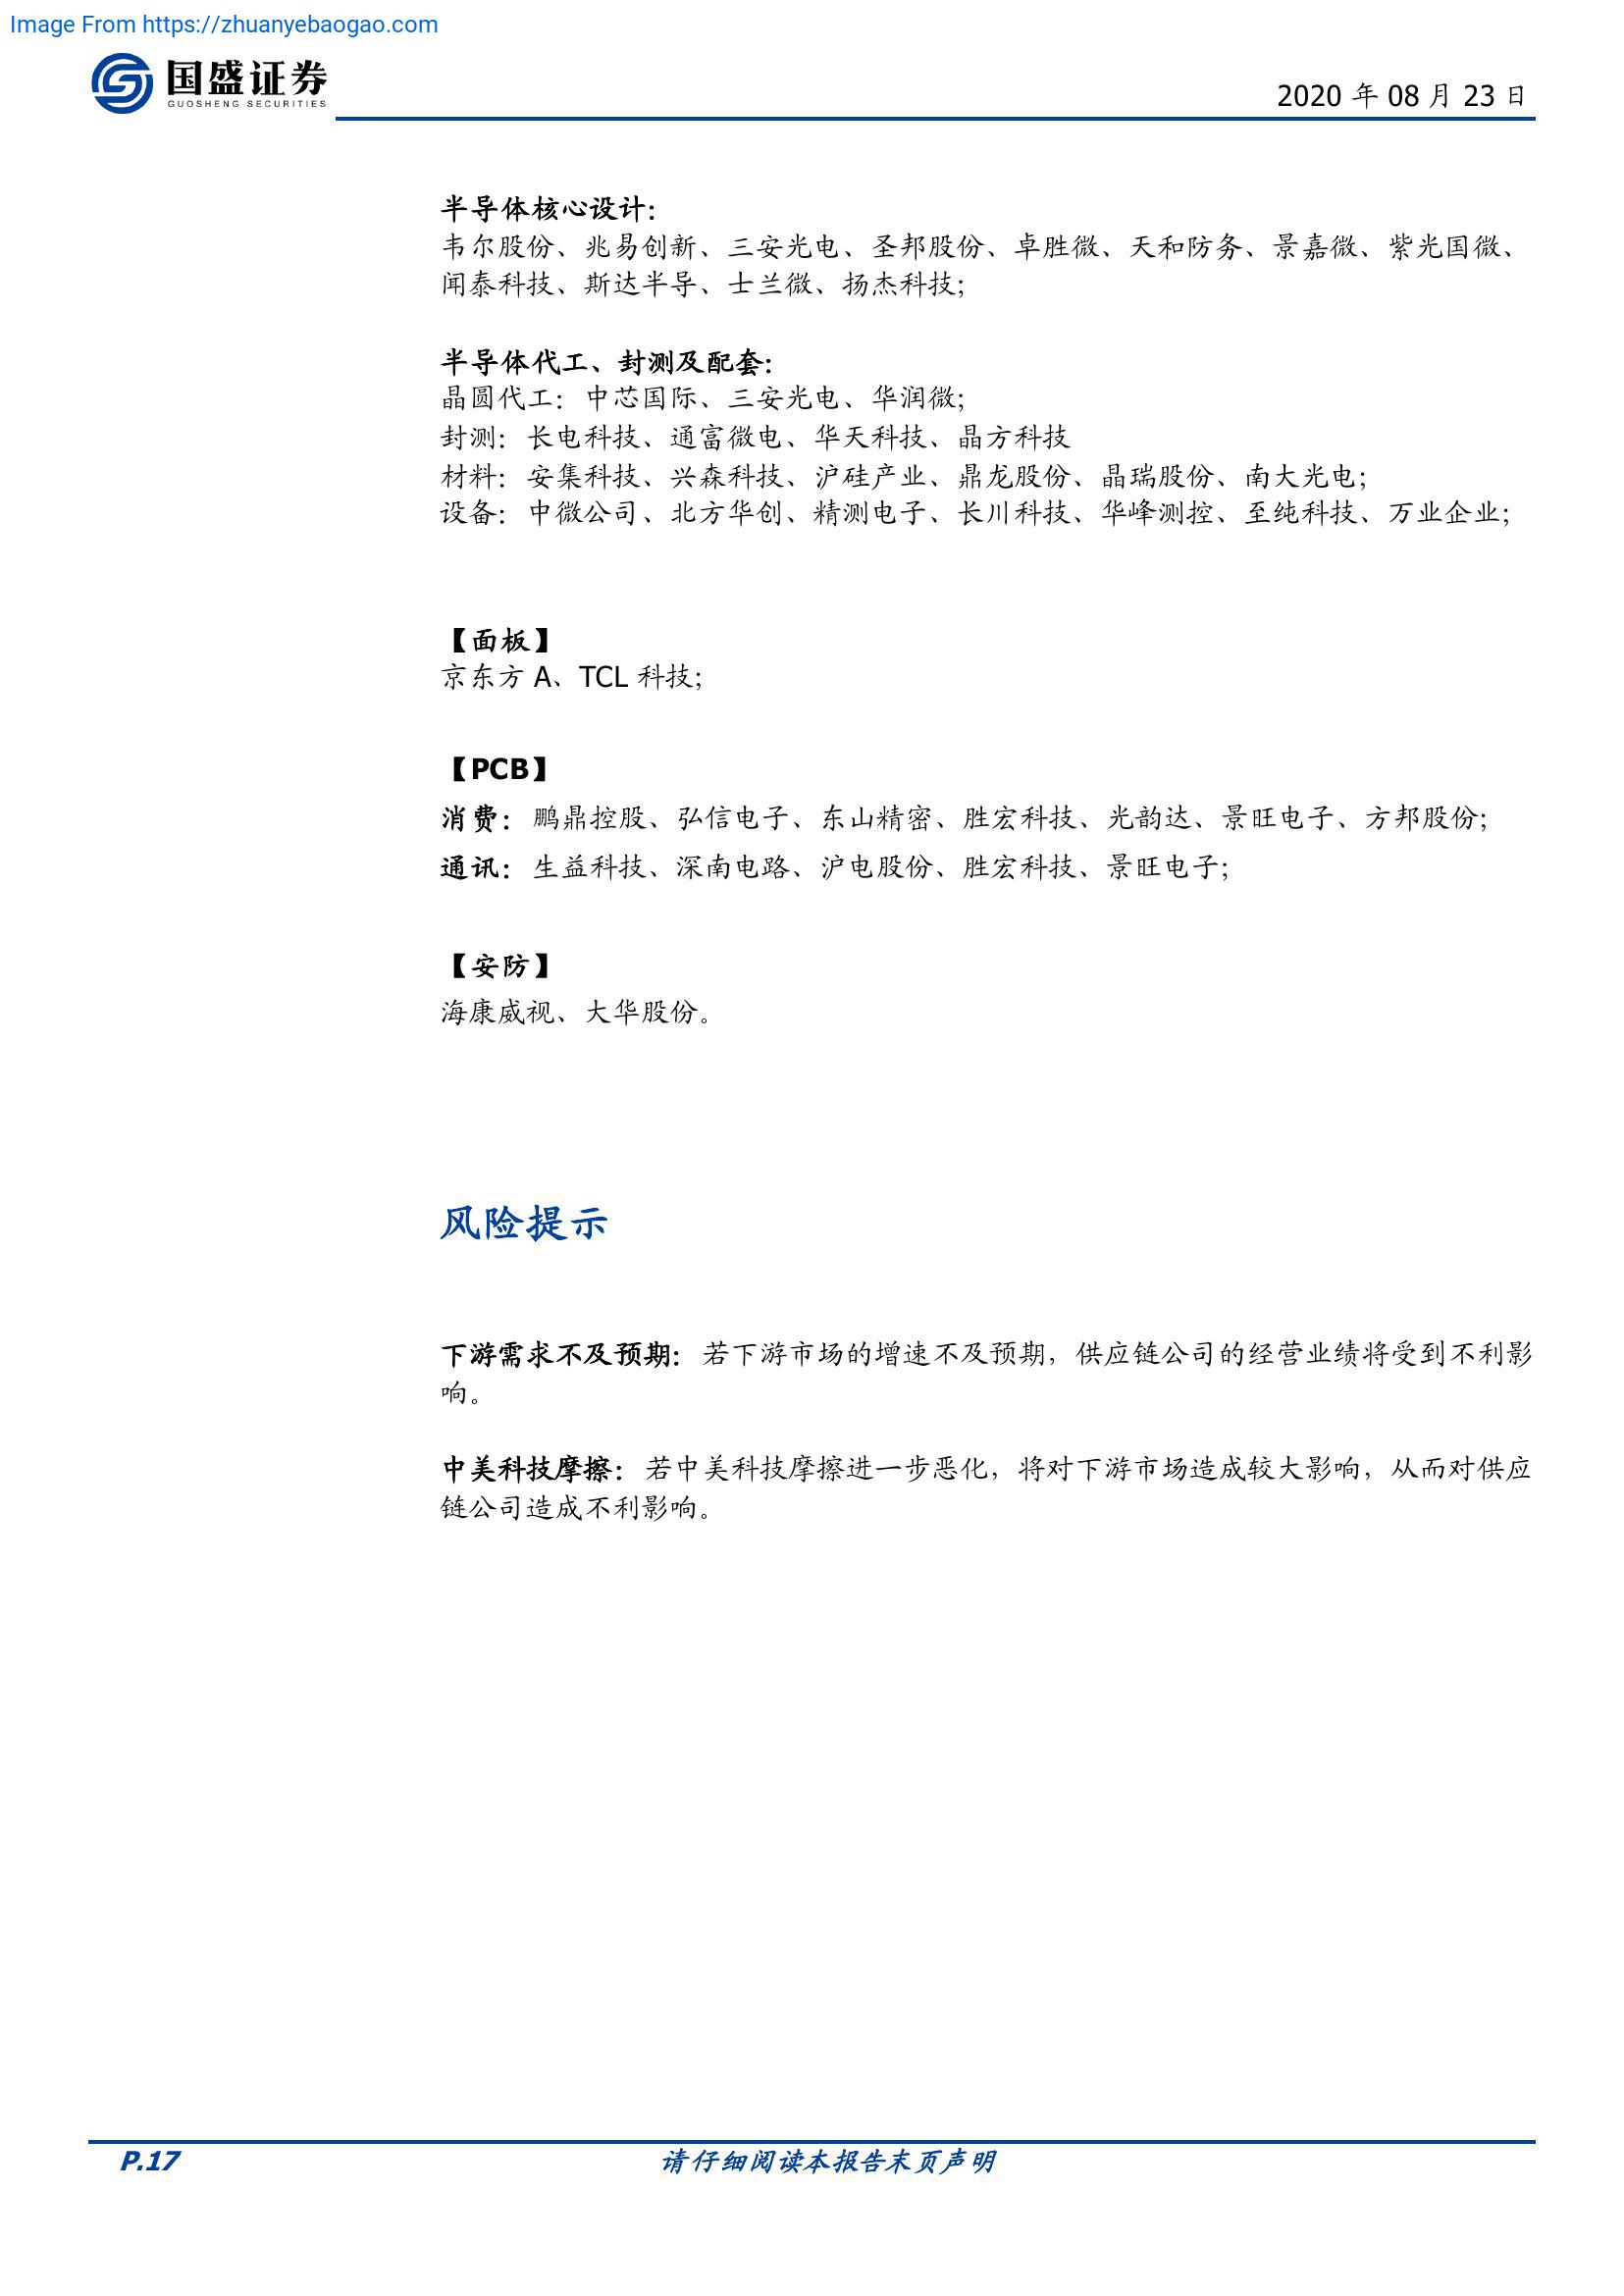 Image From https://zhuanyebaogao.com
国盛证券
GUOSHENG SECURITIES
2020 年 08 月 23 日
半导体核心设计：
韦尔股份、兆易创新、三安光电、圣邦股份、卓胜微、天和防务、景嘉微、紫光国微、
闻泰科技、斯达半导、士兰微、扬杰科技；
半导体代工、封测及配套：
晶圆代工：中芯国际、三安光电、华润微；
封测：长电科技、通富微电、华天科技、晶方科技
材料：安集科技、兴森科技、沪硅产业、鼎龙股份、晶瑞股份、南大光电；
设备：中微公司、北方华创、精测电子、长川科技、华峰测控、至纯科技、万业企业；
【面板】
京东方 A、TCL 科技；
【PCB】
消费：鹏鼎控股、弘信电子、东山精密、胜宏科技、光韵达、景旺电子、方邦股份；
通讯：生益科技、深南电路、沪电股份、胜宏科技、景旺电子；
【安防】
海康威视、大华股份。
风险提示
下游需求不及预期：若下游市场的增速不及预期，供应链公司的经营业绩将受到不利影
响。
中美科技摩擦：若中美科技摩擦进一步恶化，将对下游市场造成较大影响，从而对供应
链公司造成不利影响。
P.17
请仔细阅读本报告末页声明